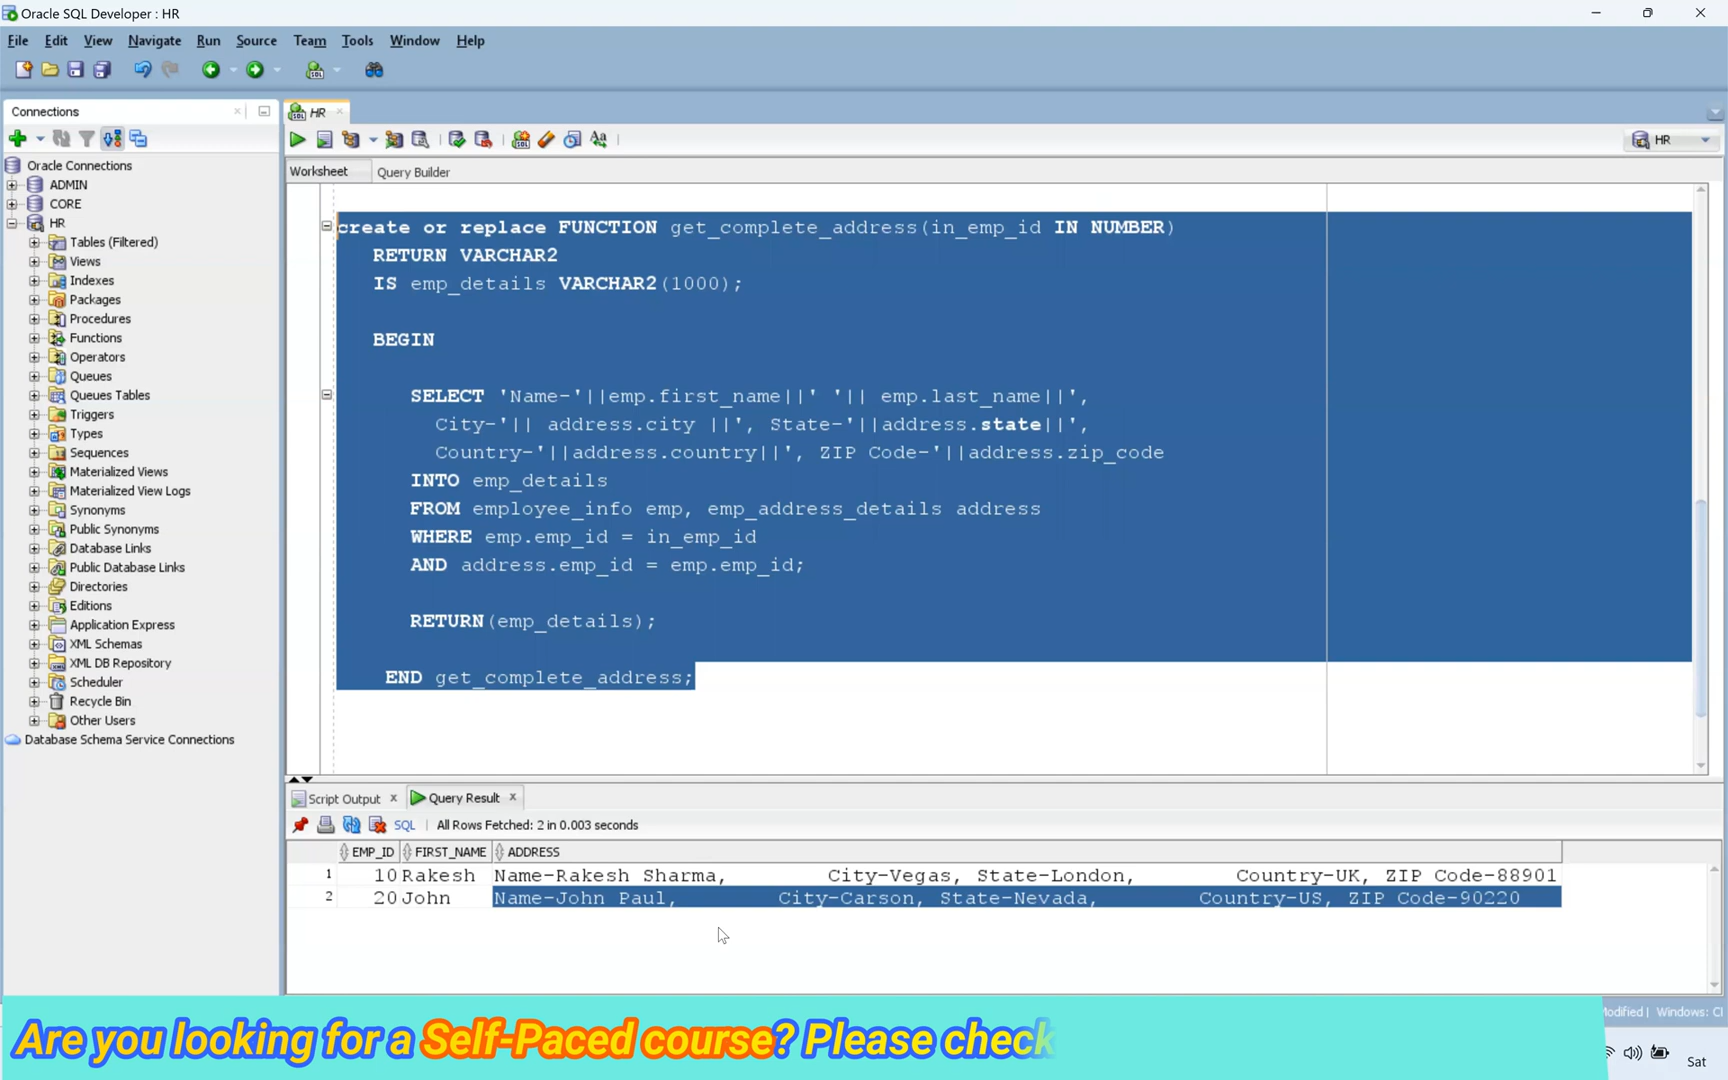 Oracle SQL Developer : HR
File Edit View Navigate Run Source Team Tools Window Help
Connections
HR
HR
Worksheet Query Builder
Oracle Connections
ADMIN
CORE
HR
Tables (Filtered)
Views
Indexes
Packages
Procedures
Functions
Operators
Queues
Queues Tables
Triggers
Types
Sequences
Materialized Views
Materialized View Logs
Synonyms
Public Synonyms
Database Links
Public Database Links
Directories
Editions
Application Express
XML Schemas
XML DB Repository
Scheduler
Recycle Bin
Other Users
Database Schema Service Connections
create or replace FUNCTION get_complete_address(in_emp_id IN NUMBER)
RETURN VARCHAR2
IS emp_details VARCHAR2(1000);
BEGIN
SELECT 'Name-'||emp.first_name||' '|| emp.last_name||',
City-'|| address.city ||', State-'||address.state||',
Country-'||address.country||', ZIP Code-'||address.zip_code
INTO emp_details
FROM employee_info emp, emp_address_details address
WHERE emp.emp_id = in_emp_id
AND address.emp_id = emp.emp_id;
RETURN(emp_details);
END get_complete_address;
Script Output Query Result
SQL All Rows Fetched: 2 in 0.003 seconds
EMP_ID FIRST_NAME ADDRESS
1 10 Rakesh Name-Rakesh Sharma, City-Vegas, State-London, Country-UK, ZIP Code-88901
2 20 John Name-John Paul, City-Carson, State-Nevada, Country-US, ZIP Code-90220
Modified Windows: Cl
Are you looking for a Self-Paced course? Please check
Sat